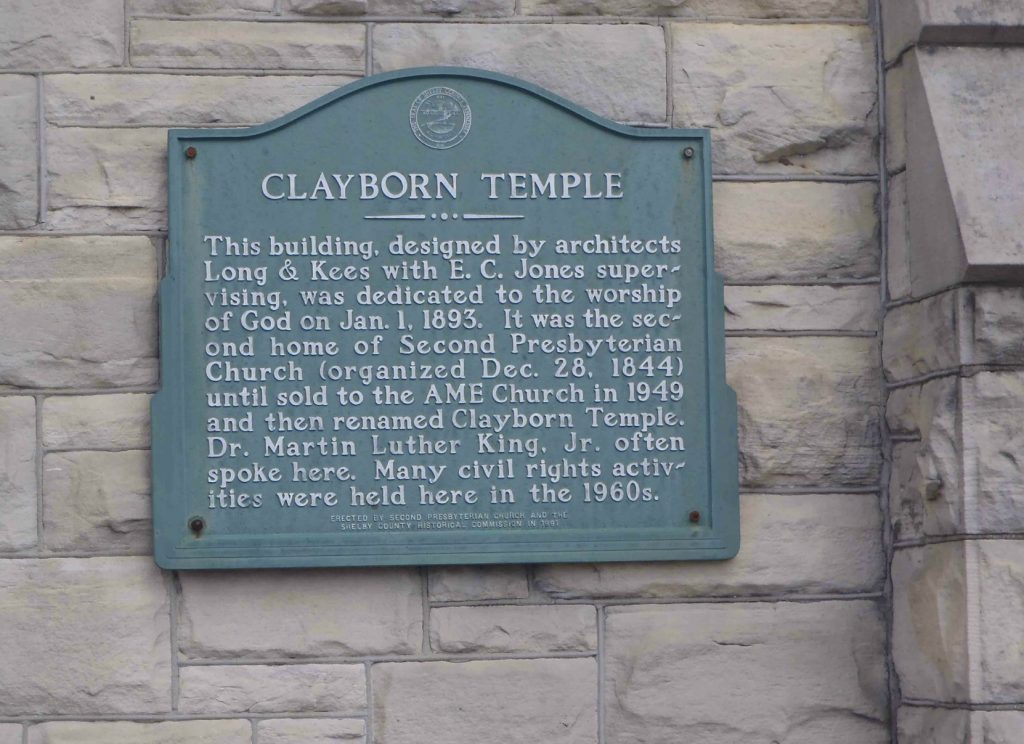 CLAYBORN TEMPLE
This building, designed by architects
Long & Kees with E. C. Jones super-
vising, was dedicated to the worship
of God on Jan. 1, 1893. It was the sec-
ond home of Second Presbyterian
Church (organized Dec. 28, 1844)
until sold to the AME Church in 1949
and then renamed Clayborn Temple.
Dr. Martin Luther King, Jr. often
spoke here. Many civil rights activ-
ities were held here in the 1960s.
ERECTED BY SECOND PRESBYTERIAN CHURCH AND THE
SHELBY COUNTY HISTORICAL COMMISSION IN